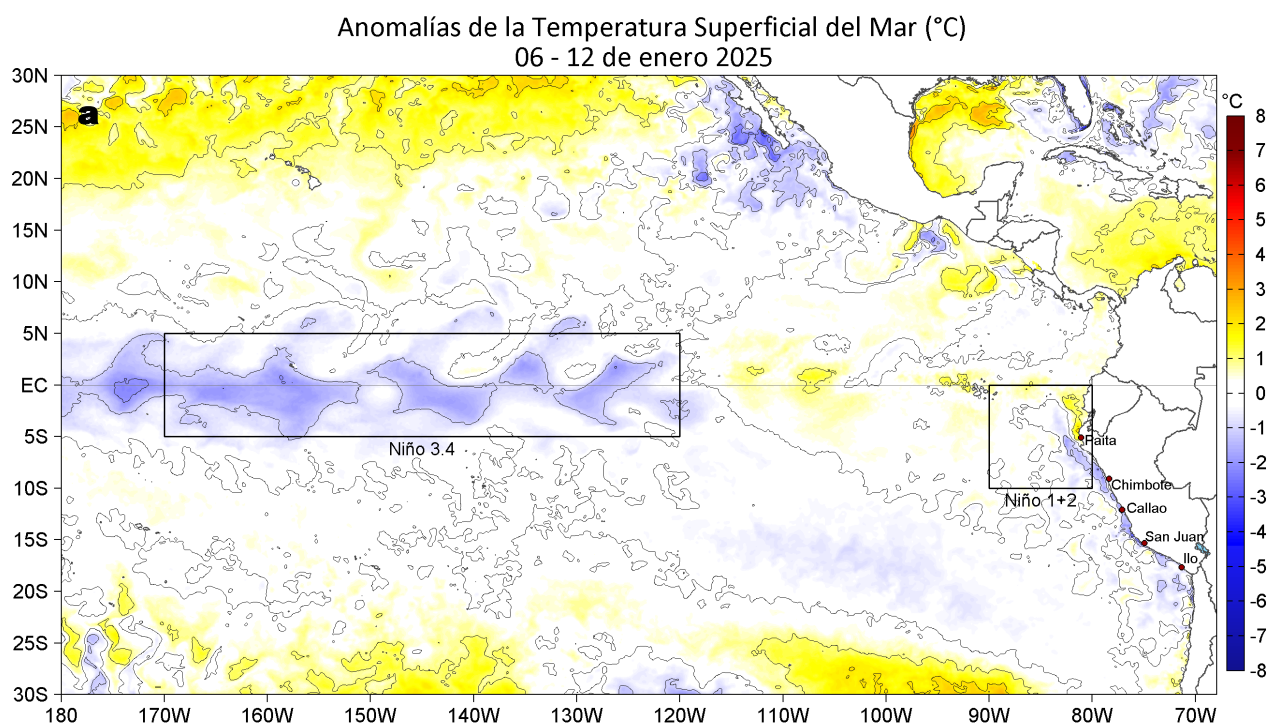 Anomalías de la Temperatura Superficial del Mar (°C)
06 - 12 de enero 2025
a
30N
25N
20N
15N
10N
5N
EC
5S
10S
15S
20S
25S
30S
180
170W
160W
150W
140W
130W
120W
110W
100W
90W
80W
70W
Niño 3.4
Niño 1+2
Paita
Chimbote
Callao
San Juan
Ilo
°C
8
7
6
5
4
3
2
1
0
-1
-2
-3
-4
-5
-6
-7
-8